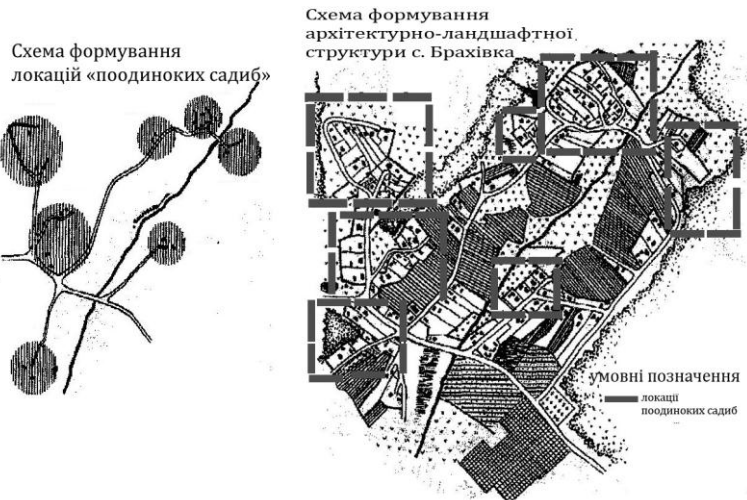 Схема формування
локацій «поодиноких садиб»
Схема формування
архітектурно-ландшафтної
структури с. Брахівка
умовні позначення
локації
поодиноких садиб